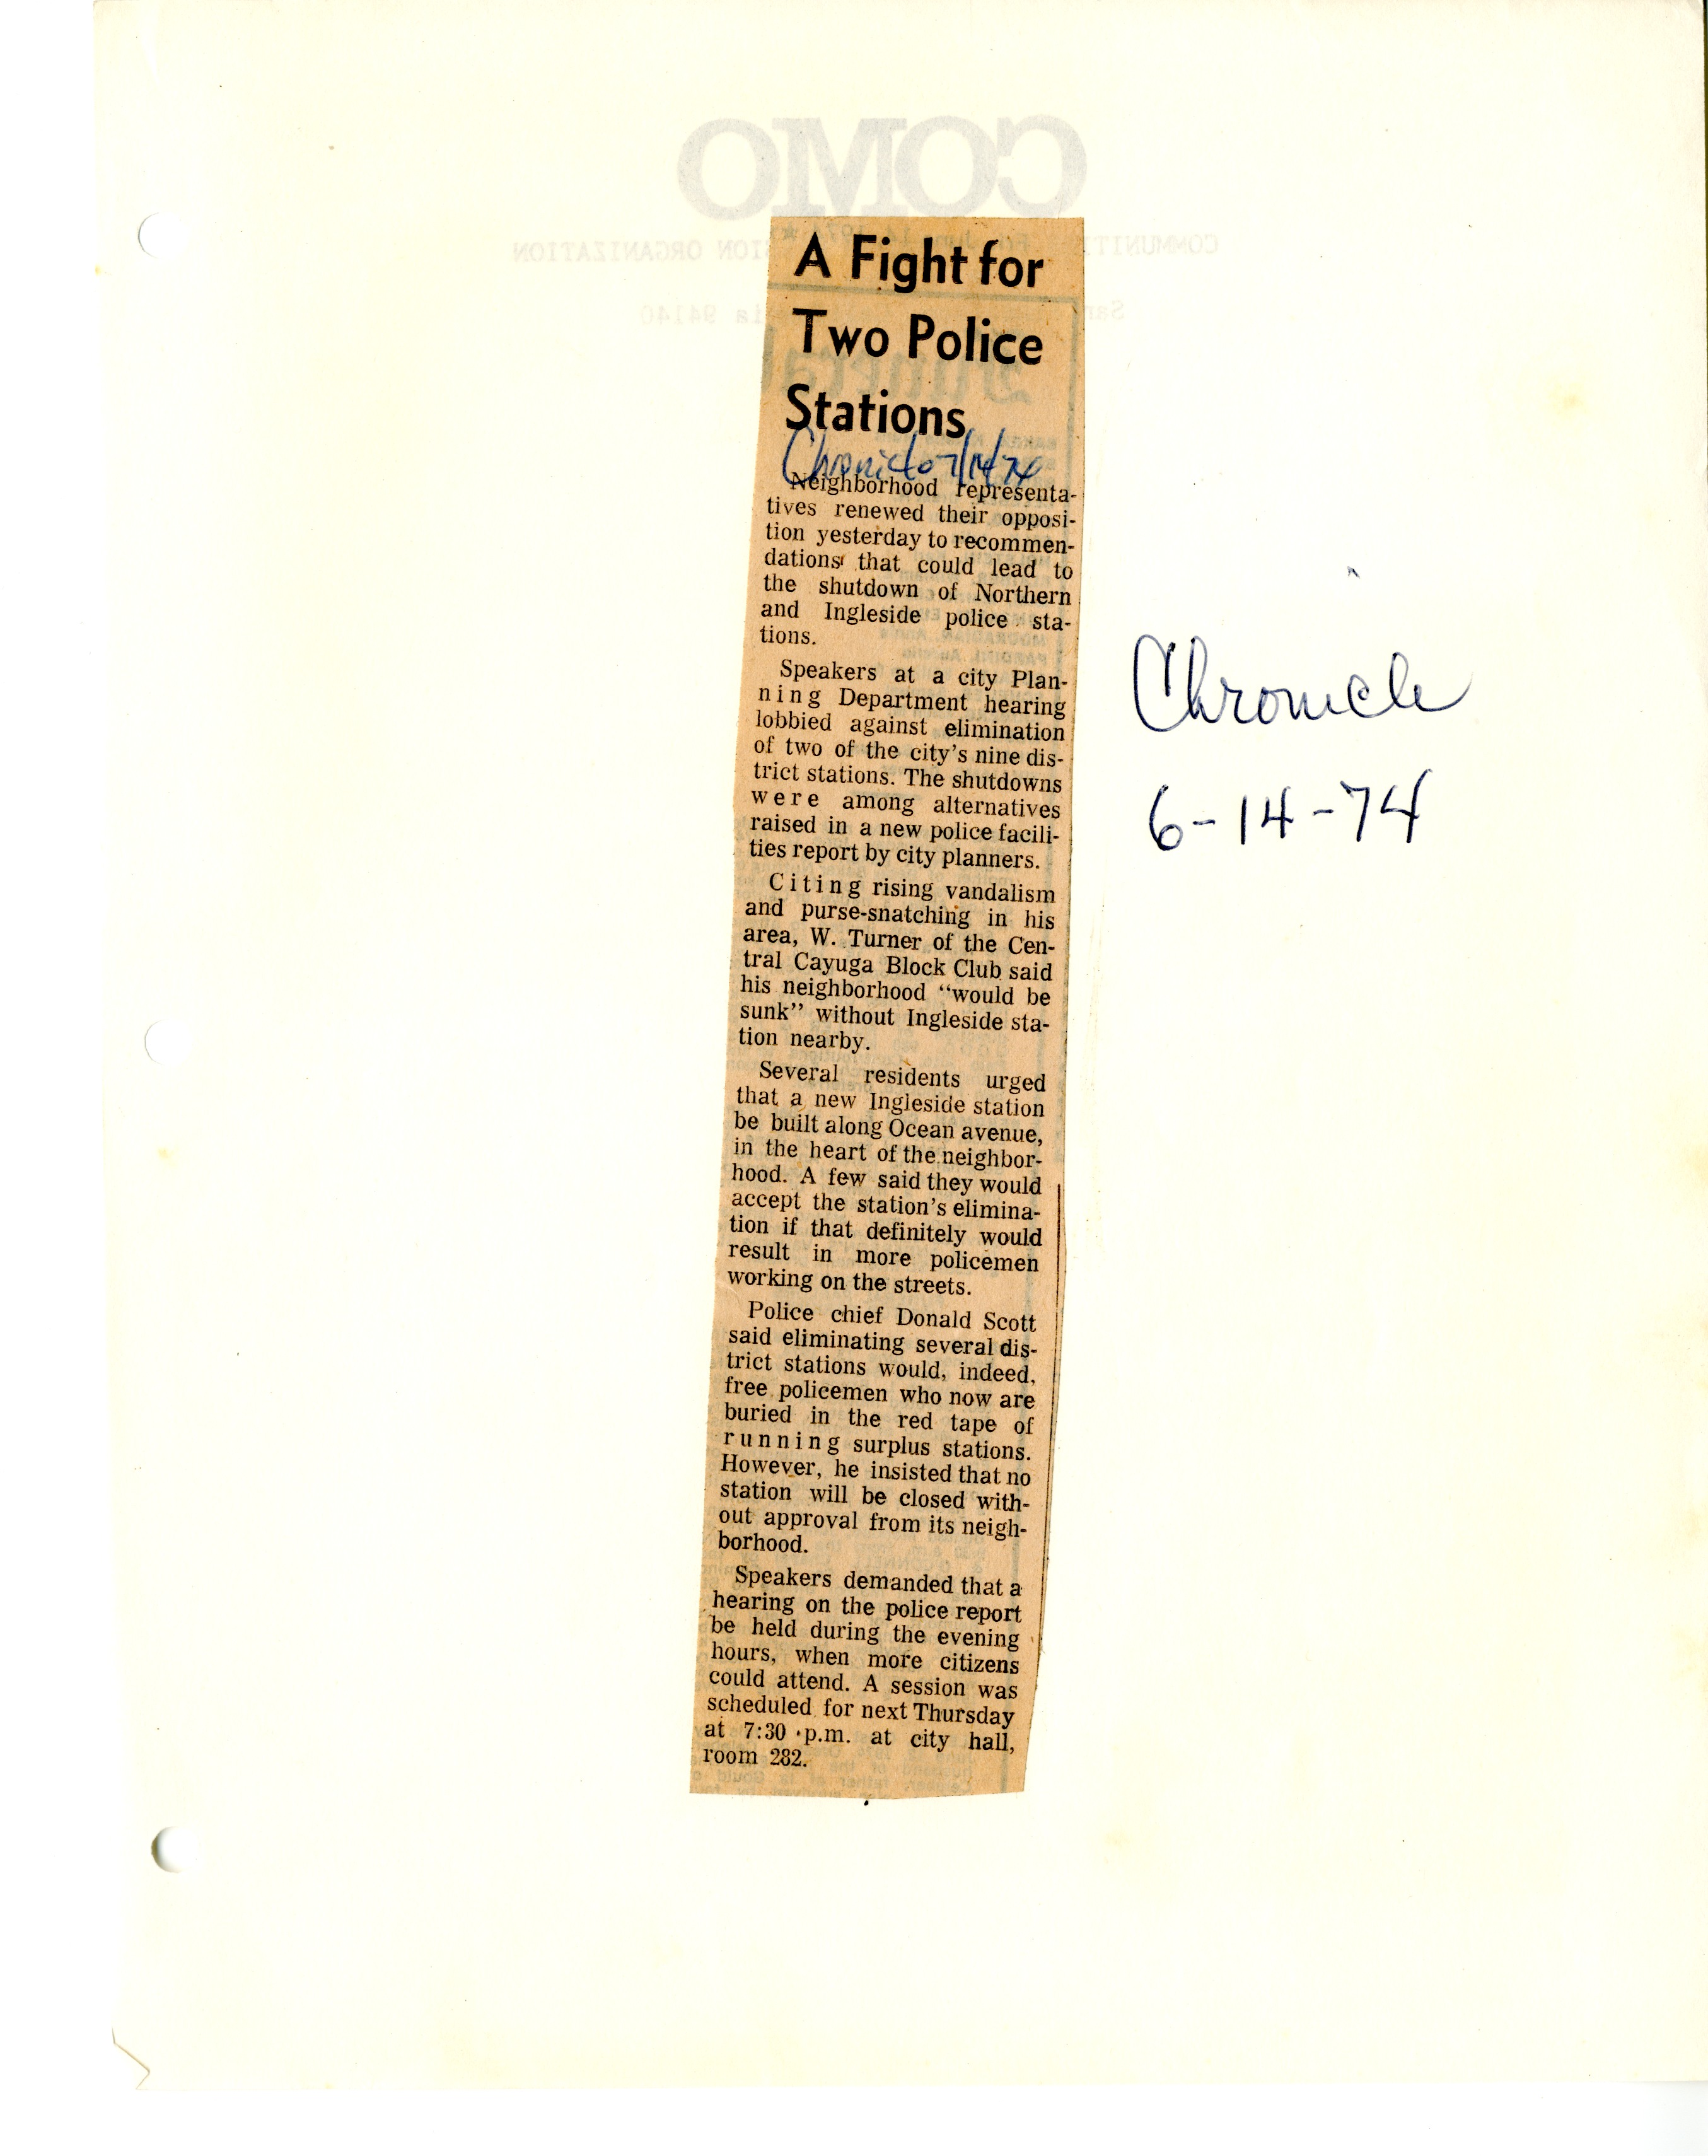 COMO
COMMUNITI SION ORGANIZATION
San ia 94140
A Fight for
Two Police
Stations
Chronicle 7/14/74
Neighborhood representa-
tives renewed their opposi-
tion yesterday to recommen-
dations that could lead to
the shutdown of Northern
and Ingleside police sta-
tions.
Speakers at a city Plan-
ning Department hearing
lobbied against elimination
of two of the city's nine dis-
trict stations. The shutdowns
were among alternatives
raised in a new police facili-
ties report by city planners.
Citing rising vandalism
and purse-snatching in his
area, W. Turner of the Cen-
tral Cayuga Block Club said
his neighborhood "would be
sunk" without Ingleside sta-
tion nearby.
Several residents urged
that a new Ingleside station
be built along Ocean avenue,
in the heart of the neighbor-
hood. A few said they would
accept the station's elimina-
tion if that definitely would
result in more policemen
working on the streets.
Police chief Donald Scott
said eliminating several dis-
trict stations would, indeed,
free policemen who now are
buried in the red tape of
running surplus stations.
However, he insisted that no
station will be closed with-
out approval from its neigh-
borhood.
Speakers demanded that a
hearing on the police report
be held during the evening
hours, when more citizens
could attend. A session was
scheduled for next Thursday
at 7:30 p.m. at city hall,
room 282.
Chronicle
6-14-74